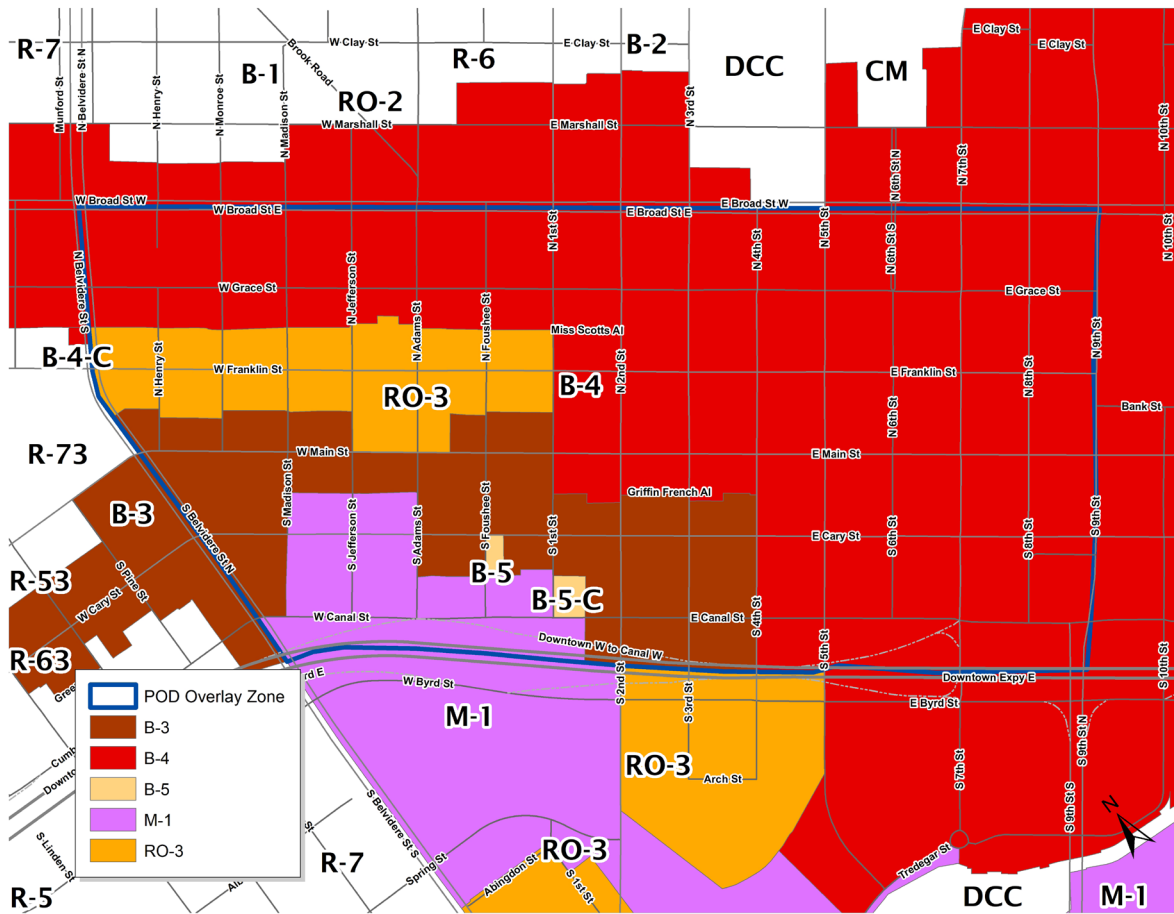 E Clay St
W Clay St
E Clay St
E Clay St
B-2
R-7
R-6
Brook Road
DCC
CM
B-1
RO-2
Munford St
N Belvidere St N
N Henry St
N Monroe St
N Madison St
N 3rd St
N 10th St
W Marshall St
E Marshall St
N 6th St N
N 7th St
W Broad St W
E Broad St W
W Broad St E
E Broad St E
N 1st St
N 4th St
N 5th St
N 6th St S
N 10th St
N Belvidere St S
N Jefferson St
W Grace St
E Grace St
N Adams St
N Foushee St
Miss Scotts Al
N 9th St
B-4-C
N Henry St
W Franklin St
N 2nd St
E Franklin St
N 8th St
B-4
RO-3
Bank St
N 6th St
R-73
W Main St
E Main St
S Madison St
Griffin French Al
B-3
S Belvidere St N
S Jefferson St
S Adams St
S Foushee St
S 1st St
E Cary St
S 6th St
S 8th St
S 9th St
R-53
S Pine St
B-5
B-5-C
W Cary St
W Canal St
E Canal St
S 4th St
R-63
Downtown W to Canal W
S 5th St
S 10th St
Downtown Expy E
rd E
W Byrd St
S 2nd St
S 3rd St
E Byrd St
POD Overlay Zone
B-3
B-4
B-5
M-1
RO-3
M-1
S 9th St N
RO-3
Arch St
S 7th St
S 9th St S
N
S Belvidere St S
S Linden St
R-7
Spring St
RO-3
Abingdon St
S 1st St
Tredegar St
R-5
DCC
M-1